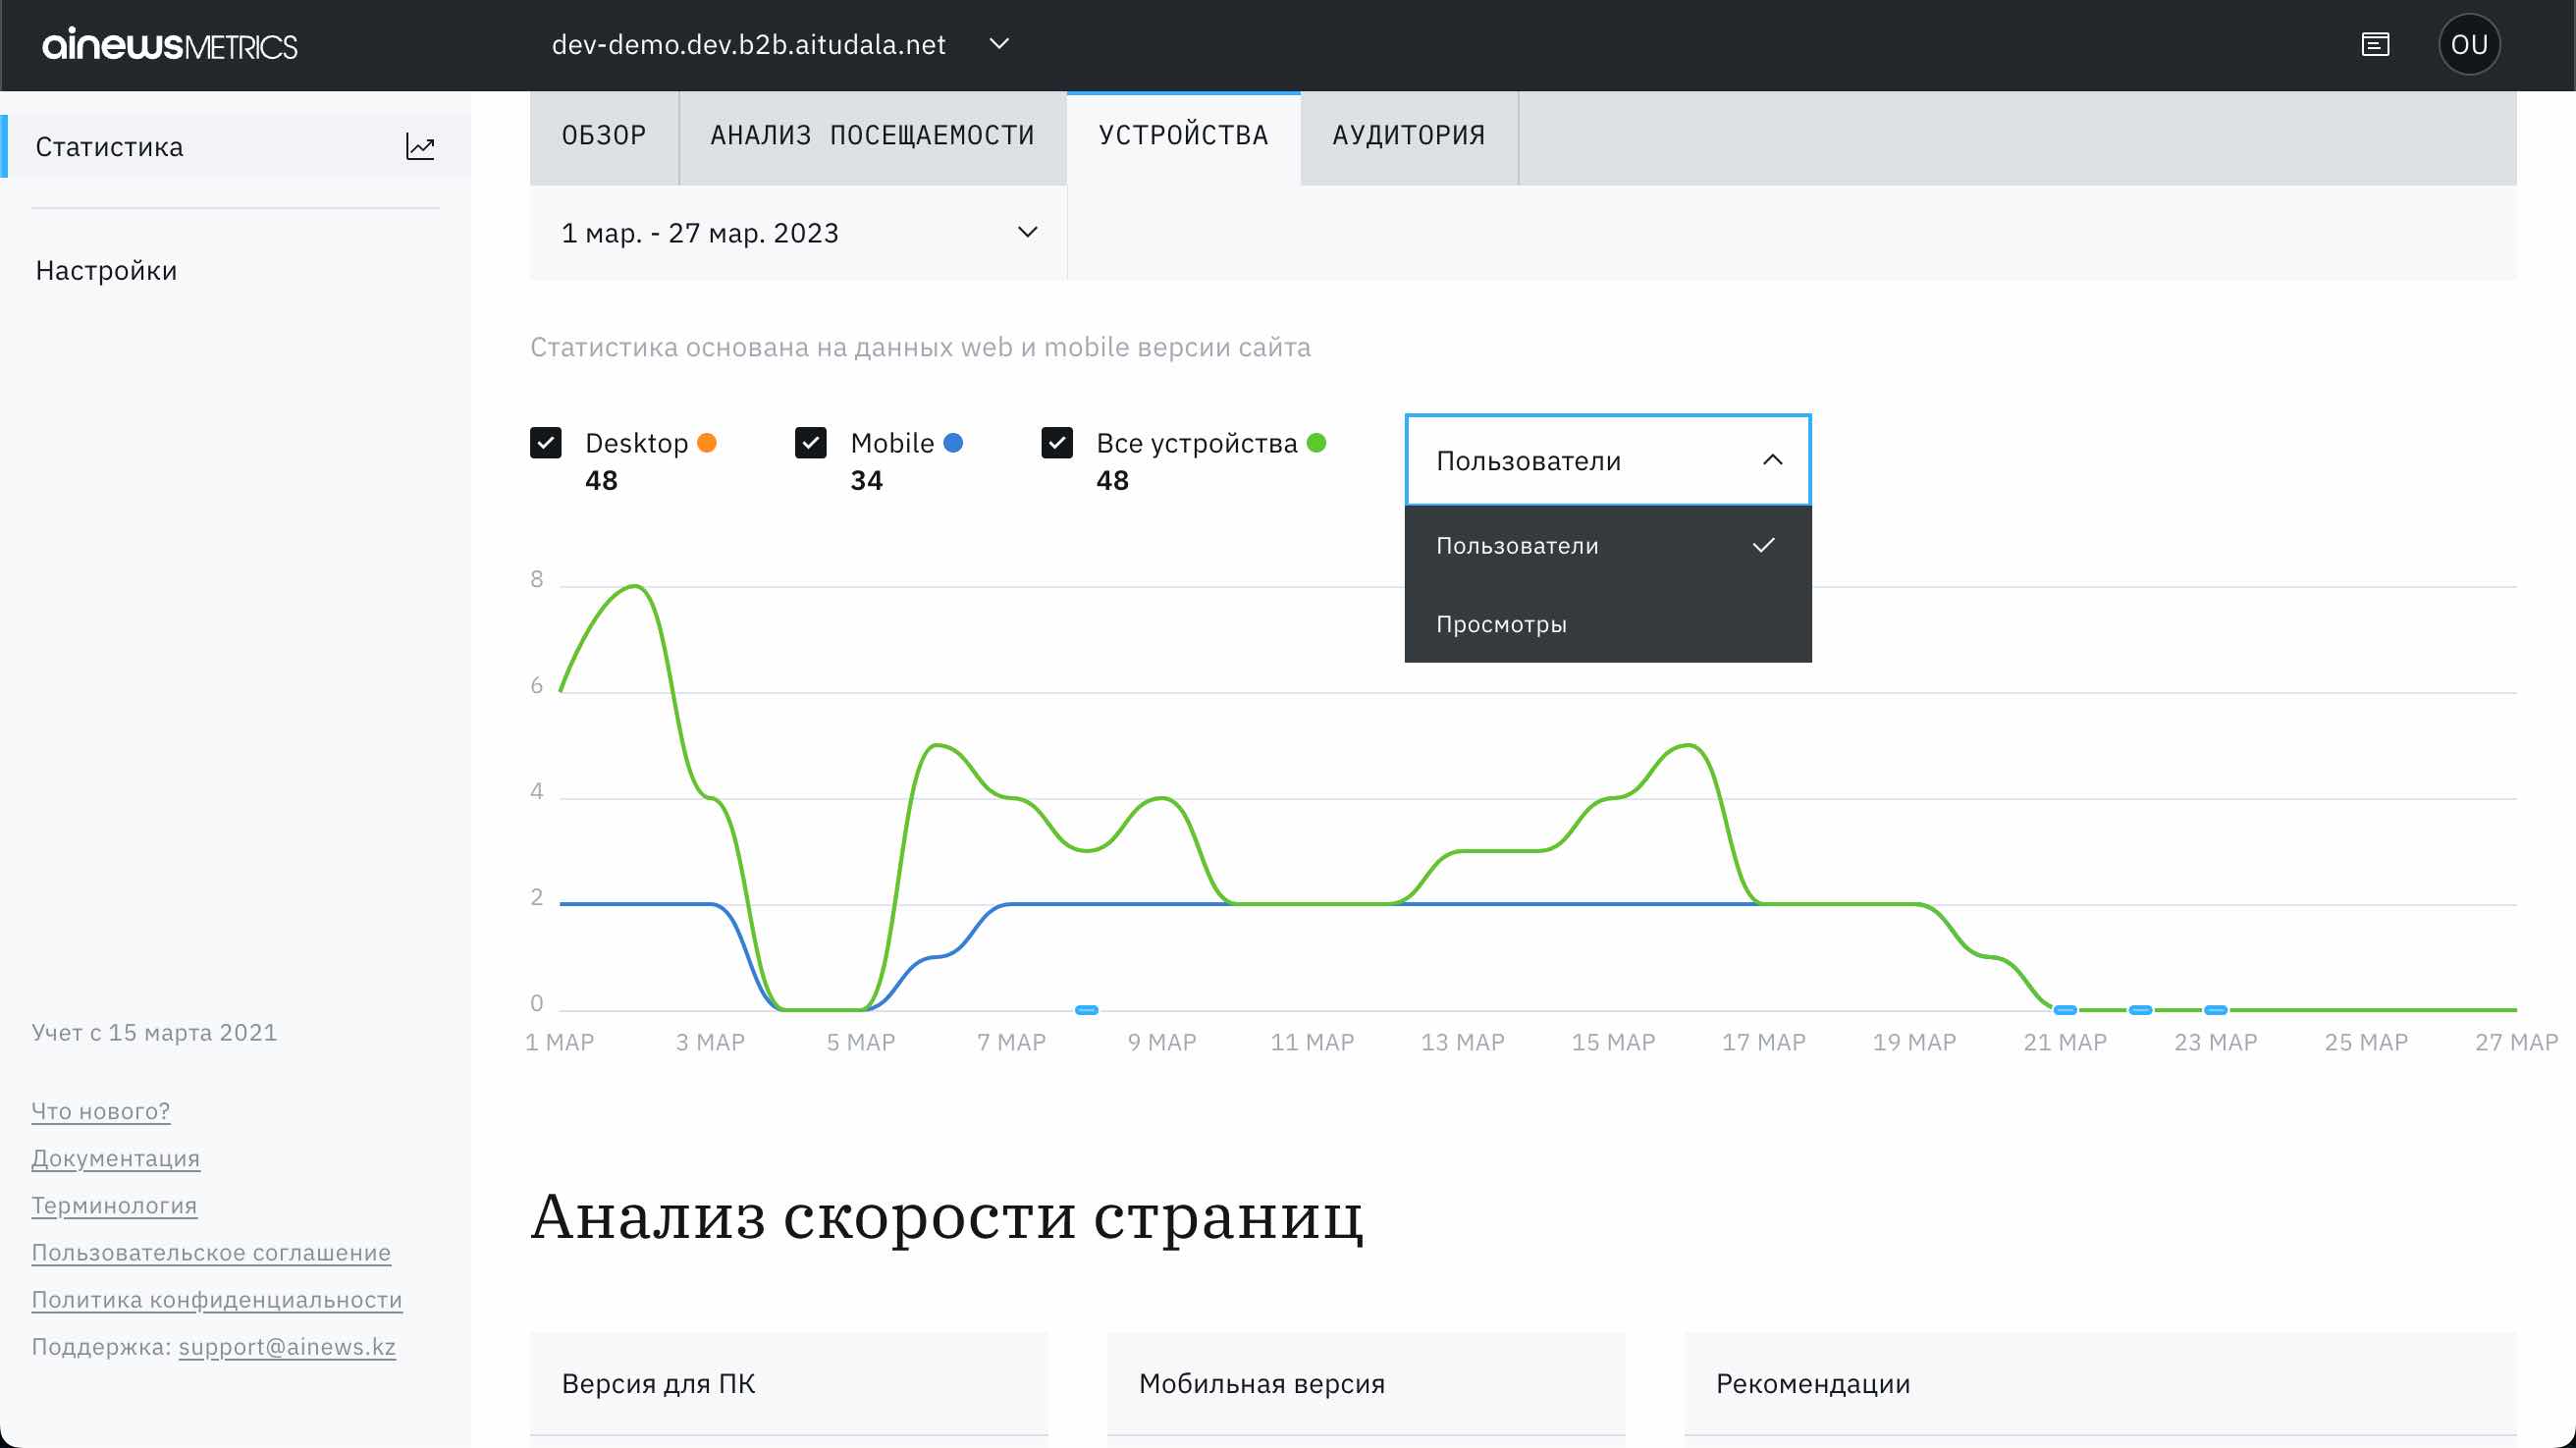 ainewsMETRICS
dev-demo.dev.b2b.aitudala.net
OU
Статистика
Настройки
ОБЗОР
АНАЛИЗ ПОСЕЩАЕМОСТИ
УСТРОЙСТВА
АУДИТОРИЯ
1 мар. - 27 мар. 2023
Статистика основана на данных web и mobile версии сайта
Desktop
48
Mobile
34
Все устройства
48
Пользователи
Пользователи
Просмотры
8
6
4
2
0
1 МАР
3 МАР
5 МАР
7 МАР
9 МАР
11 МАР
13 МАР
15 МАР
17 МАР
19 МАР
21 МАР
23 МАР
25 МАР
27 МАР
Учет с 15 марта 2021
Что нового?
Документация
Терминология
Пользовательское соглашение
Политика конфиденциальности
Поддержка: support@ainews.kz
Анализ скорости страниц
Версия для ПК
Мобильная версия
Рекомендации